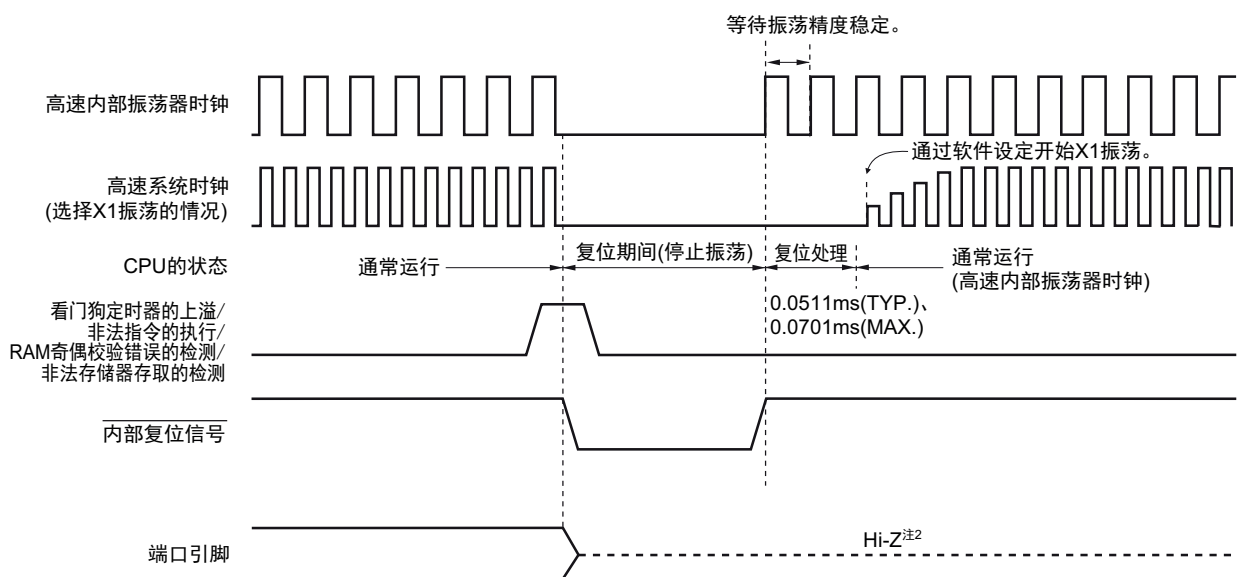 等待振荡精度稳定。
高速内部振荡器时钟
通过软件设定开始X1振荡。
高速系统时钟
(选择X1振荡的情况)
CPU的状态
通常运行
复位期间(停止振荡)
复位处理
通常运行
(高速内部振荡器时钟)
0.0511ms(TYP.)、
0.0701ms(MAX.)
看门狗定时器的上溢/
非法指令的执行/
RAM奇偶校验错误的检测/
非法存储器存取的检测
内部复位信号
端口引脚
Hi-Z注2